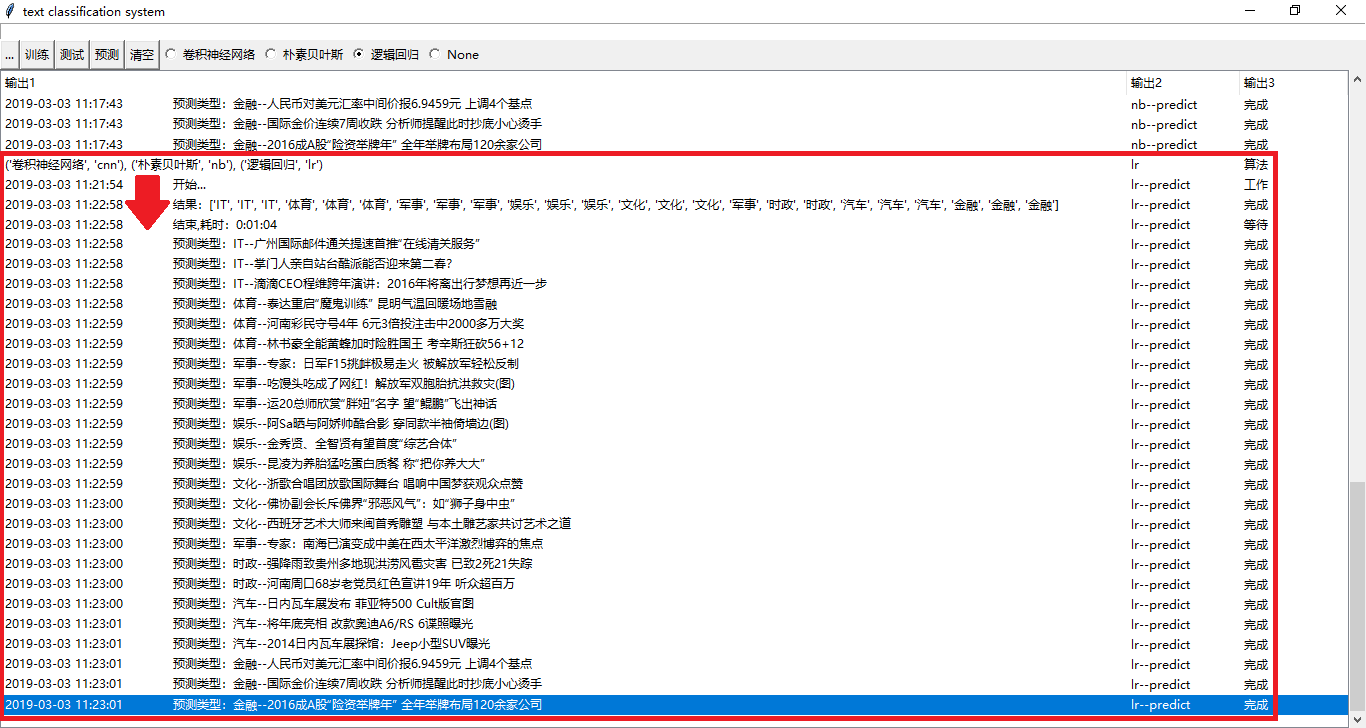 text classification system
... 训练 测试 预测 清空 卷积神经网络 朴素贝叶斯 逻辑回归 None
输出1 输出2 输出3
2019-03-03 11:17:43 预测类型：金融--人民币对美元汇率中间价报6.9459元 上调4个基点 nb--predict 完成
2019-03-03 11:17:43 预测类型：金融--国际金价连续7周收跌 分析师提醒此时抄底小心烫手 nb--predict 完成
2019-03-03 11:17:43 预测类型：金融--2016成A股“险资举牌年” 全年举牌布局120余家公司 nb--predict 完成
('卷积神经网络', 'cnn'), ('朴素贝叶斯', 'nb'), ('逻辑回归', 'lr') lr 算法
2019-03-03 11:21:54 开始... lr--predict 工作
2019-03-03 11:22:58 结果：['IT', 'IT', 'IT', '体育', '体育', '体育', '军事', '军事', '军事', '娱乐', '娱乐', '娱乐', '文化', '文化', '文化', '军事', '时政', '时政', '汽车', '汽车', '汽车', '金融', '金融', '金融'] lr--predict 完成
2019-03-03 11:22:58 结束,耗时：0:01:04 lr--predict 等待
2019-03-03 11:22:58 预测类型：IT--广州国际邮件通关提速首推“在线清关服务” lr--predict 完成
2019-03-03 11:22:58 预测类型：IT--掌门人亲自站台酷派能否迎来第二春？ lr--predict 完成
2019-03-03 11:22:58 预测类型：IT--滴滴CEO程维跨年演讲：2016年将离出行梦想再近一步 lr--predict 完成
2019-03-03 11:22:58 预测类型：体育--泰达重启“魔鬼训练” 昆明气温回暖场地雪融 lr--predict 完成
2019-03-03 11:22:59 预测类型：体育--河南彩民守号4年 6元3倍投注击中2000多万大奖 lr--predict 完成
2019-03-03 11:22:59 预测类型：体育--林书豪全能黄蜂加时险胜国王 考辛斯狂砍56+12 lr--predict 完成
2019-03-03 11:22:59 预测类型：军事--专家：日军F15挑衅极易走火 被解放军轻松反制 lr--predict 完成
2019-03-03 11:22:59 预测类型：军事--吃馒头吃成了网红！解放军双胞胎抗洪救灾(图) lr--predict 完成
2019-03-03 11:22:59 预测类型：军事--运20总师欣赏“胖妞”名字 望“鲲鹏”飞出神话 lr--predict 完成
2019-03-03 11:22:59 预测类型：娱乐--阿Sa晒与阿娇帅酷合影 穿同款半袖倚墙边(图) lr--predict 完成
2019-03-03 11:22:59 预测类型：娱乐--金秀贤、全智贤有望首度“综艺合体” lr--predict 完成
2019-03-03 11:22:59 预测类型：娱乐--昆凌为养胎猛吃蛋白质餐 称“把你养大大” lr--predict 完成
2019-03-03 11:22:59 预测类型：文化--浙歌合唱团放歌国际舞台 唱响中国梦获观众点赞 lr--predict 完成
2019-03-03 11:23:00 预测类型：文化--佛协副会长斥佛界“邪恶风气”：如“狮子身中虫” lr--predict 完成
2019-03-03 11:23:00 预测类型：文化--西班牙艺术大师来闽首秀雕塑 与本土雕艺家共讨艺术之道 lr--predict 完成
2019-03-03 11:23:00 预测类型：军事--专家：南海已演变成中美在西太平洋激烈博弈的焦点 lr--predict 完成
2019-03-03 11:23:00 预测类型：时政--强降雨致贵州多地现洪涝风雹灾害 已致2死21失踪 lr--predict 完成
2019-03-03 11:23:00 预测类型：时政--河南周口68岁老党员红色宣讲19年 听众超百万 lr--predict 完成
2019-03-03 11:23:00 预测类型：汽车--日内瓦车展发布 菲亚特500 Cult版官图 lr--predict 完成
2019-03-03 11:23:01 预测类型：汽车--将年底亮相 改款奥迪A6/RS 6谍照曝光 lr--predict 完成
2019-03-03 11:23:01 预测类型：汽车--2014日内瓦车展探馆：Jeep小型SUV曝光 lr--predict 完成
2019-03-03 11:23:01 预测类型：金融--人民币对美元汇率中间价报6.9459元 上调4个基点 lr--predict 完成
2019-03-03 11:23:01 预测类型：金融--国际金价连续7周收跌 分析师提醒此时抄底小心烫手 lr--predict 完成
2019-03-03 11:23:01 预测类型：金融--2016成A股“险资举牌年” 全年举牌布局120余家公司 lr--predict 完成